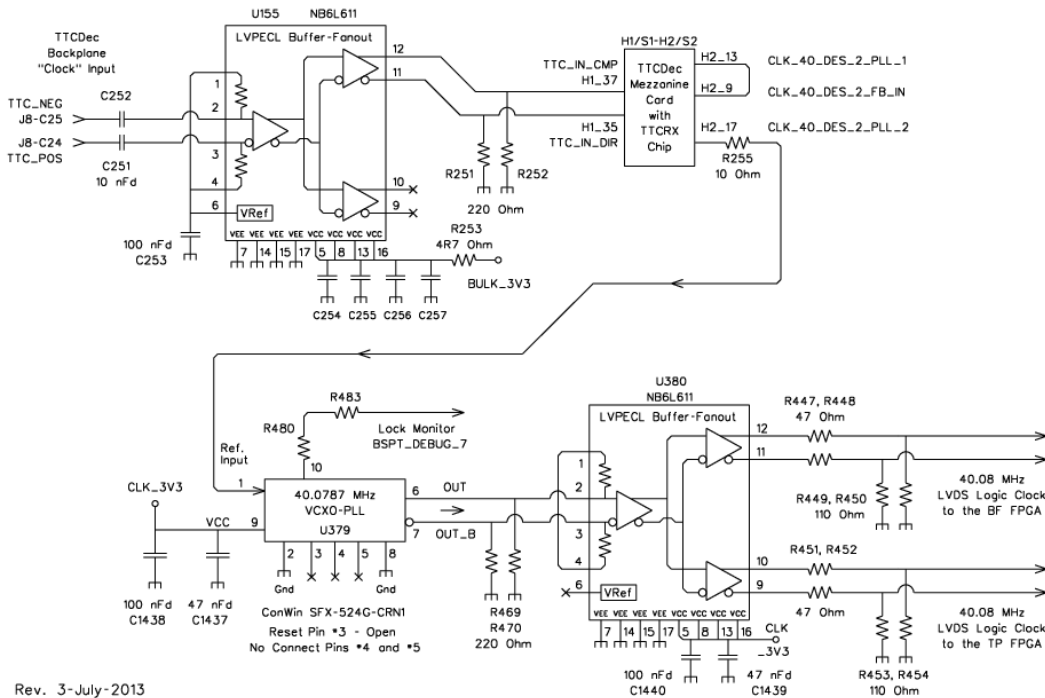 U155 NB6L611
LVPECL Buffer-Fanout
TTCDec
Backplane
"Clock" Input
C252
TTC_NEG
J8-C25
J8-C24
TTC_POS
C251
10 nFd
1
2
3
4
6
VRef
100 nFd
C253
VEE VEE VEE VEE VCC VCC VCC VCC
7 14 15 17 5 8 13 16
12
11
10
9
R253
4R7 Ohm
BULK_3V3
C254 C255 C256 C257
R251 R252
220 Ohm
H1/S1-H2/S2
TTC_IN_CMP
H1_37
H1_35
TTC_IN_DIR
TTCDec
Mezzanine
Card
with
TTCRX
Chip
H2_13
H2_9
H2_17
CLK_40_DES_2_PLL_1
CLK_40_DES_2_FB_IN
CLK_40_DES_2_PLL_2
R255
10 Ohm
R483
R480
Lock Monitor
BSPT_DEBUG_7
Ref.
Input
1
10
CLK_3V3
VCC
9
40.0787 MHz
VCXO-PLL
U379
6
7
OUT
OUT_B
2 3 4 5 8
Gnd Gnd
100 nFd
C1438
47 nFd
C1437
ConWin SFX-524G-CRN1
Reset Pin *3 - Open
No Connect Pins *4 and *5
R469
R470
220 Ohm
U380
NB6L611
LVPECL Buffer-Fanout
1
2
3
4
6
VRef
VEE VEE VEE VEE VCC VCC VCC VCC
7 14 15 17 5 8 13 16
CLK
_3V3
100 nFd
C1440
47 nFd
C1439
12
11
10
9
R447, R448
47 Ohm
R449, R450
110 Ohm
40.08 MHz
LVDS Logic Clock
to the BF FPGA
R451, R452
47 Ohm
40.08 MHz
LVDS Logic Clock
to the TP FPGA
R453, R454
110 Ohm
Rev. 3-July-2013